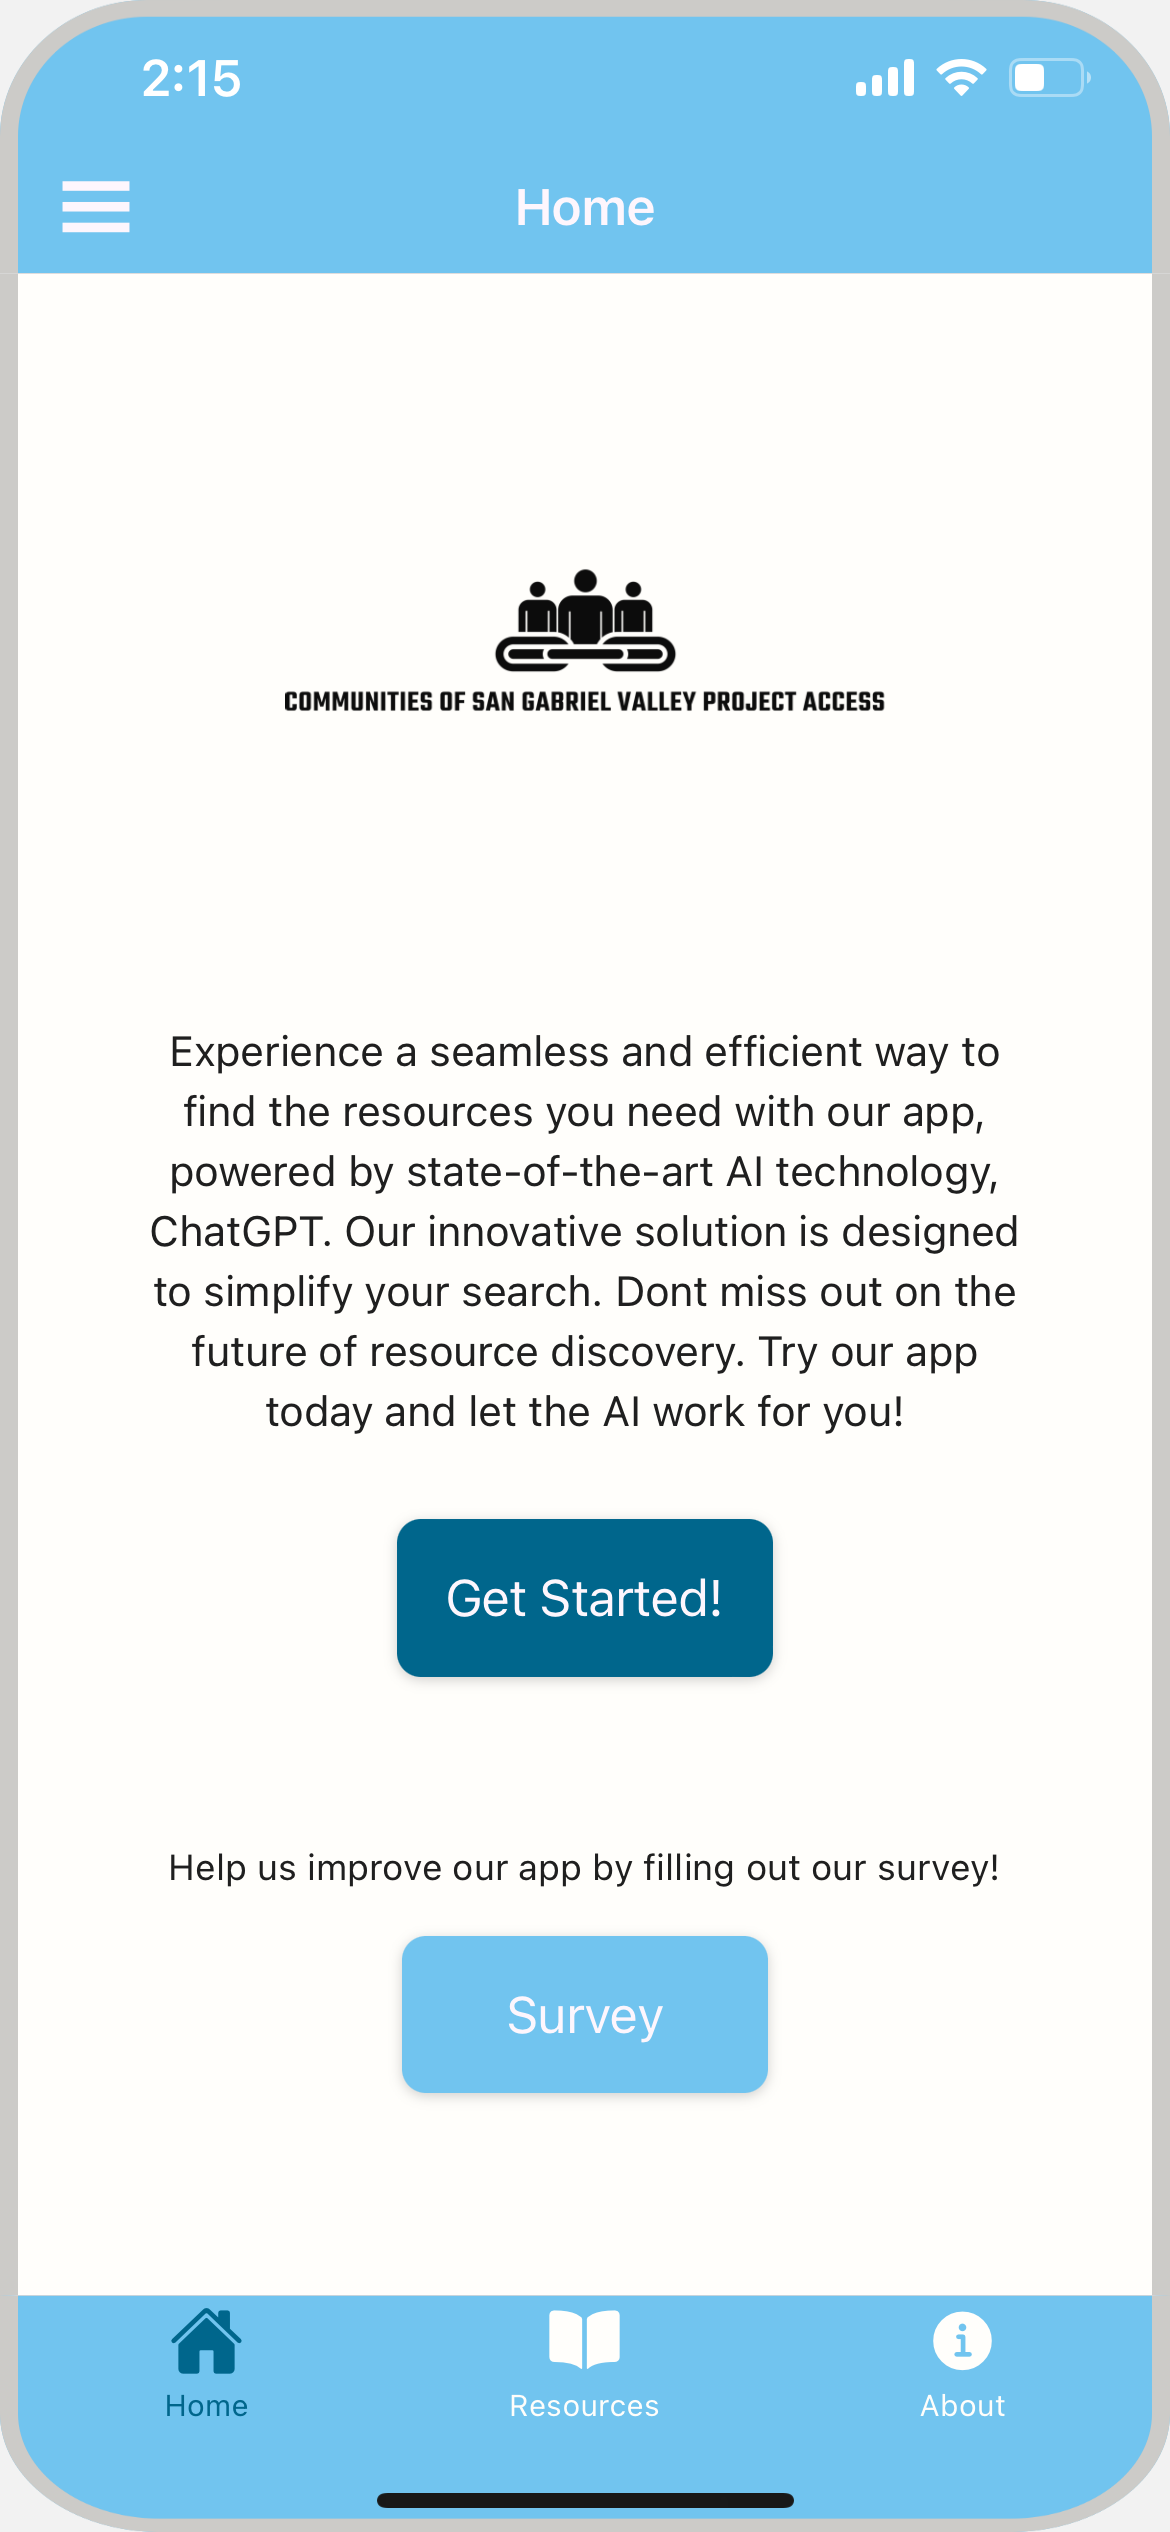 2:15
Home
COMMUNITIES OF SAN GABRIEL VALLEY PROJECT ACCESS
Experience a seamless and efficient way to
find the resources you need with our app,
powered by state-of-the-art AI technology,
ChatGPT. Our innovative solution is designed
to simplify your search. Dont miss out on the
future of resource discovery. Try our app
today and let the AI work for you!
Get Started!
Help us improve our app by filling out our survey!
Survey
Home Resources About